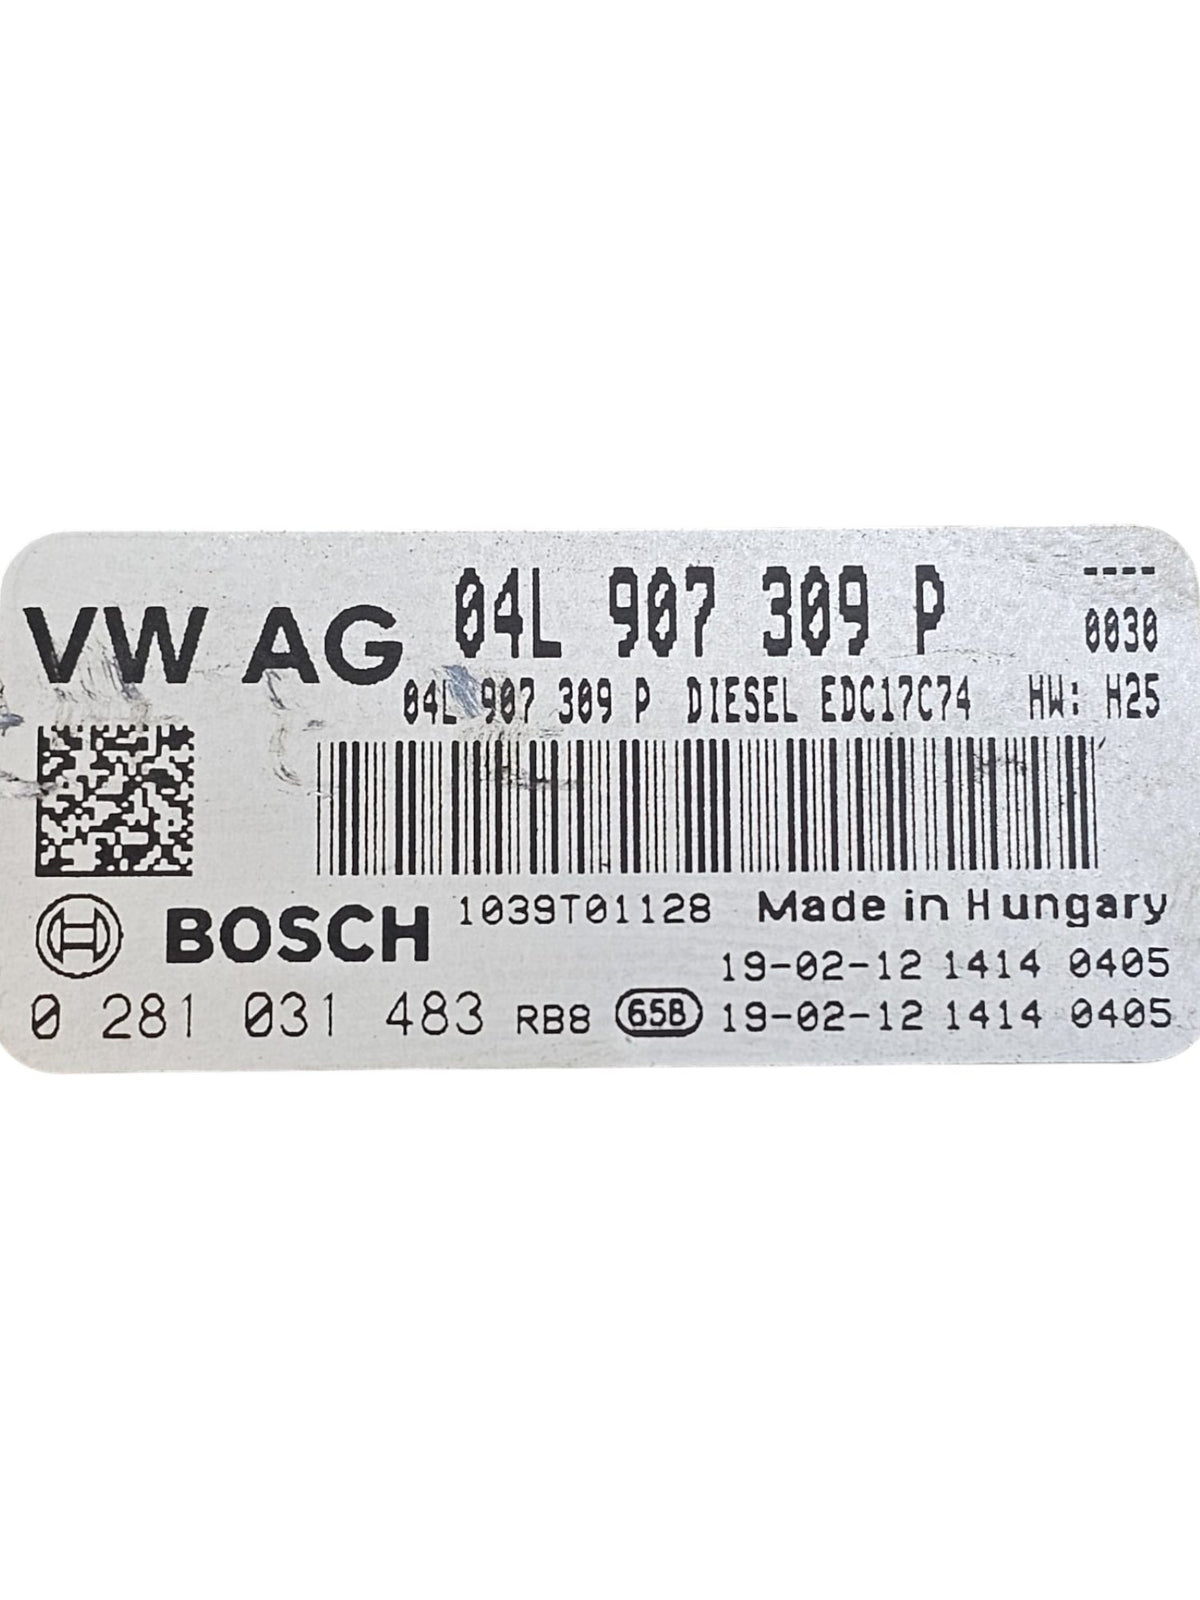 VW AG 04L 907 309 P ----
0030
04L 907 309 P DIESEL EDC17C74 HW: H25
1039T01128 Made in Hungary
BOSCH
19-02-12 1414 0405
0 281 031 483 RB8 65B 19-02-12 1414 0405